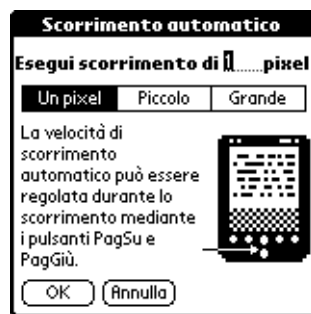 Scorrimento automatico
Esegui scorrimento di 1 pixel
Un pixel Piccolo Grande
La velocità di
scorrimento
automatico può essere
regolata durante lo
scorrimento mediante
i pulsanti PagSu e
PagGiù.
OK Annulla